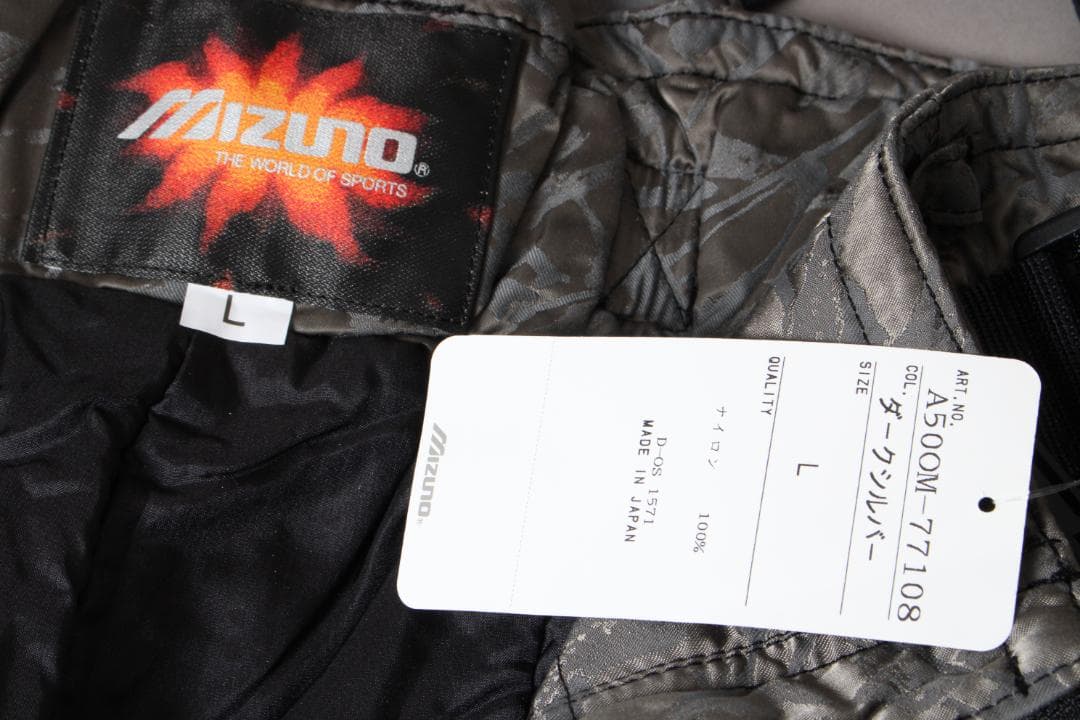 MIZUNO®
THE WORLD OF SPORTS
L
ART.NO.
A50OM-77108
COL.
ダークシルバー
SIZE
L
QUALITY
ナイロン 100%
D-OS 1571
MADE IN JAPAN
MIZUNO®